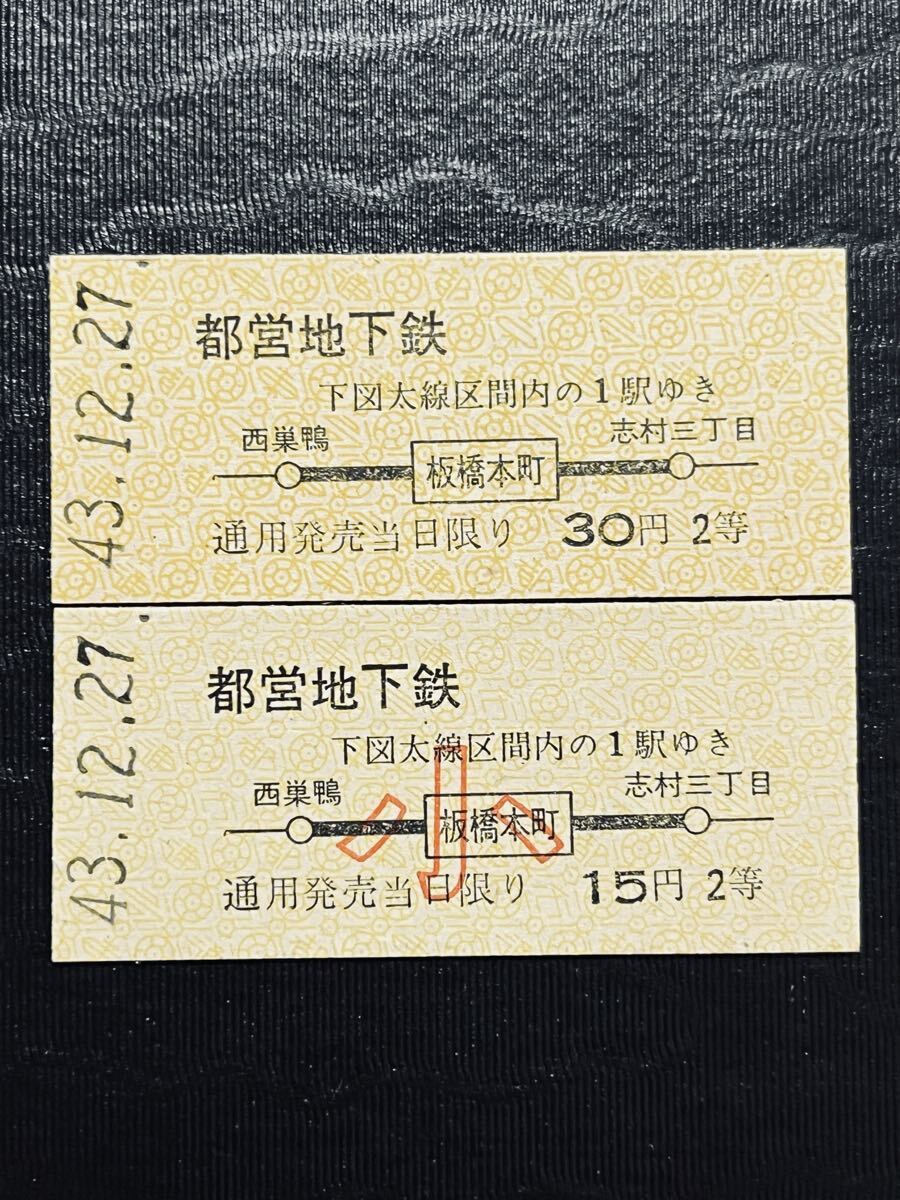 43.12.27.
都営地下鉄
下図太線区間内の1駅ゆき
西巣鴨 板橋本町 志村三丁目
通用発売当日限り 30円 2等
43.12.27.
都営地下鉄
下図太線区間内の1駅ゆき
西巣鴨 板橋本町 志村三丁目
小
通用発売当日限り 15円 2等